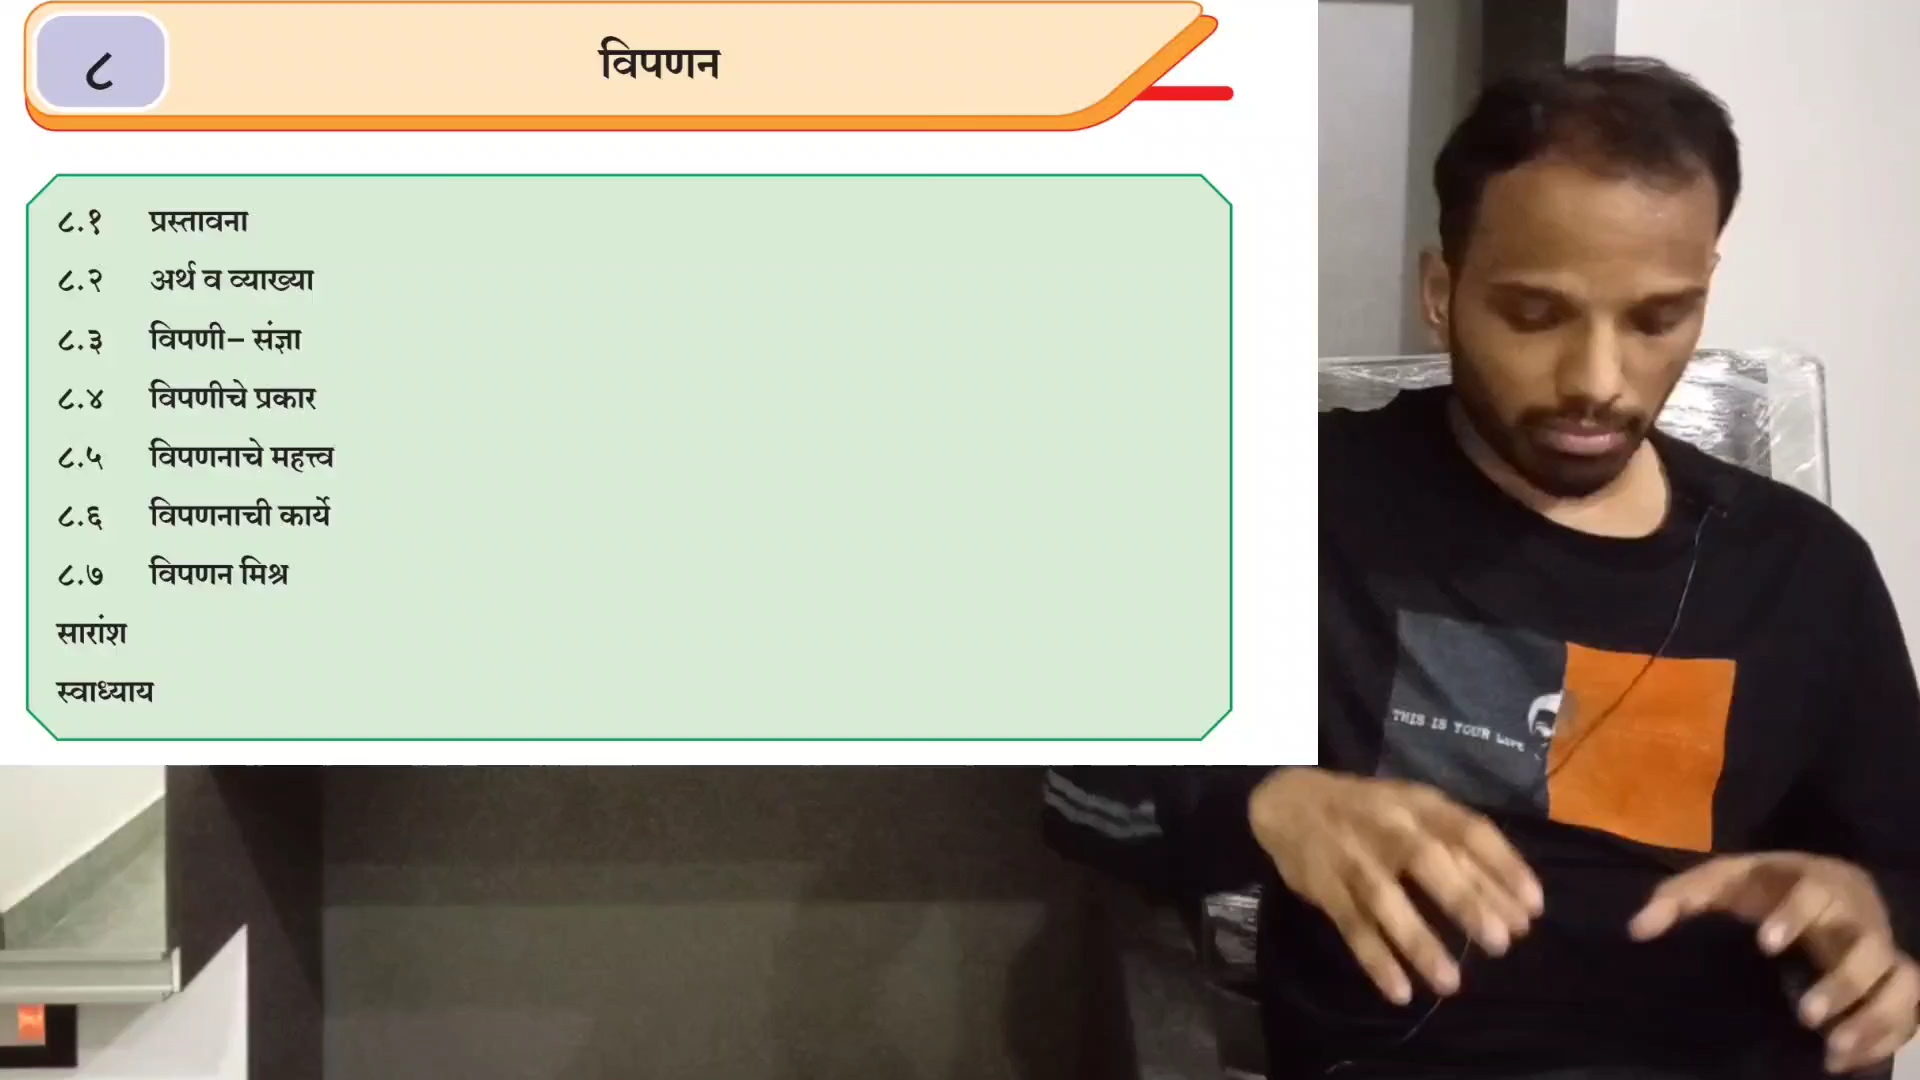 ८
विपणन
८.१ प्रस्तावना
८.२ अर्थ व व्याख्या
८.३ विपणी– संज्ञा
८.४ विपणीचे प्रकार
८.५ विपणनाचे महत्त्व
८.६ विपणनाची कार्ये
८.७ विपणन मिश्र
सारांश
स्वाध्याय
THIS IS YOUR LIFE